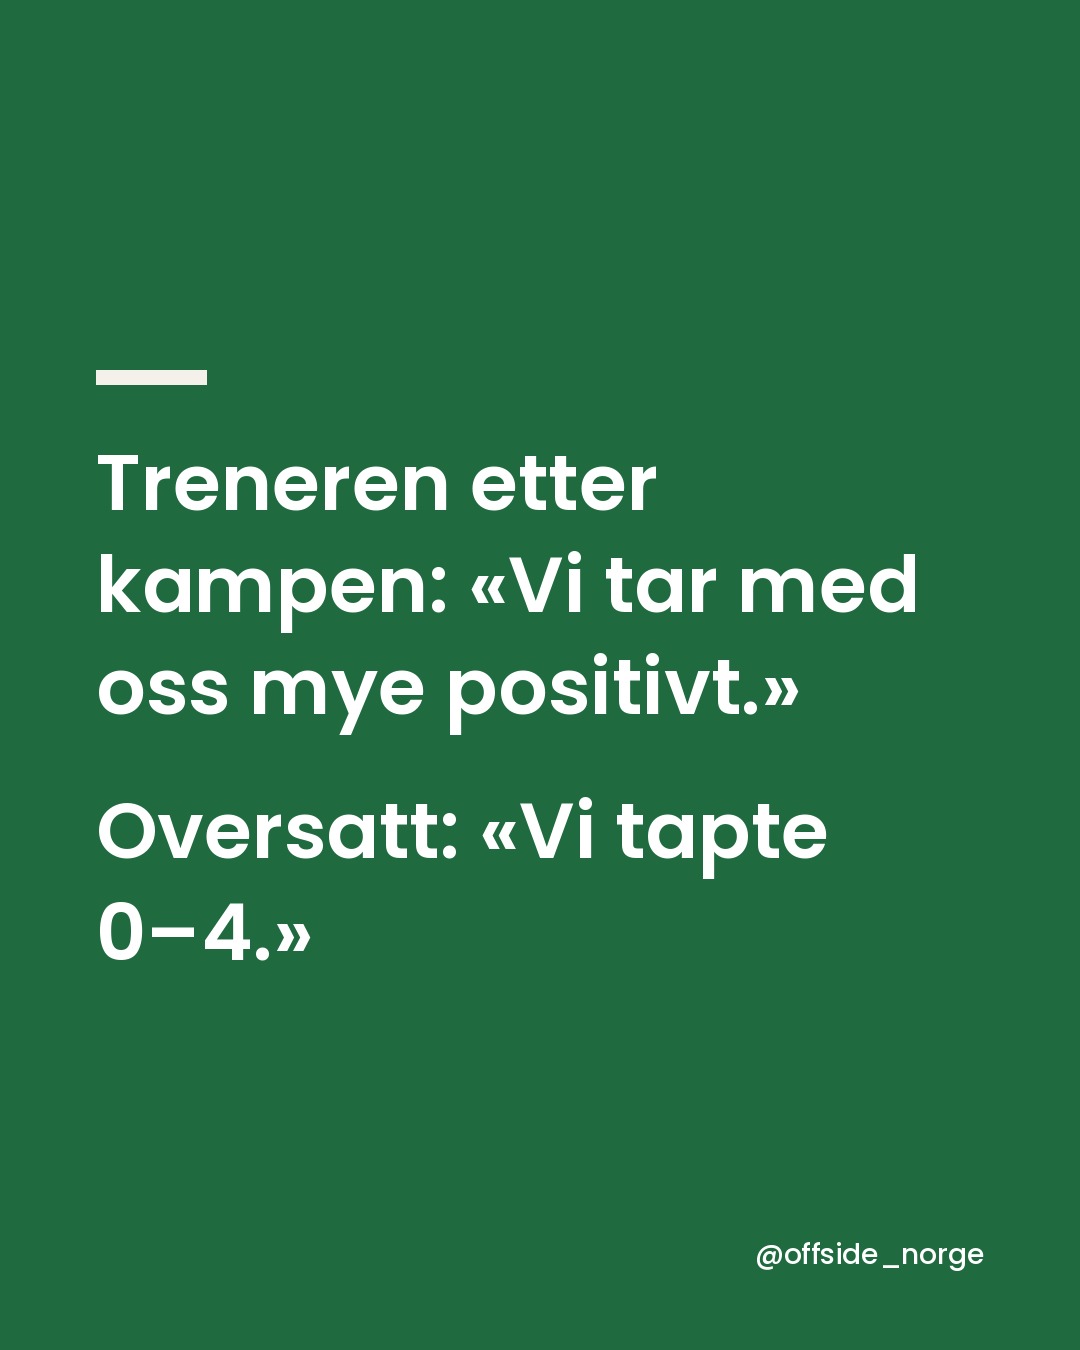 Treneren etter
kampen: «Vi tar med
oss mye positivt.»
Oversatt: «Vi tapte
0–4.»
@offside_norge